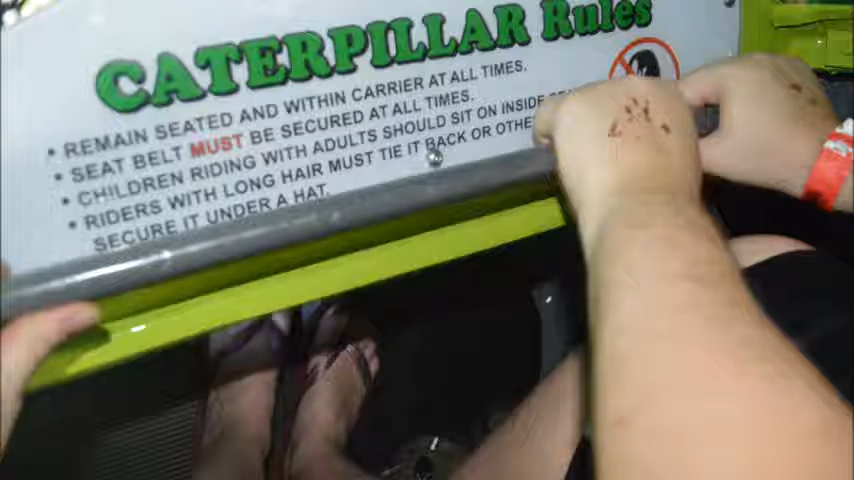 CATERPILLAR Rules
• REMAIN SEATED AND WITHIN CARRIER AT ALL TIMES.
• SEAT BELT MUST BE SECURED AT ALL TIMES.
• CHILDREN RIDING WITH ADULTS SHOULD SIT ON INSIDE
• RIDERS WITH LONG HAIR MUST TIE IT BACK OR
SECURE IT UNDER A HAT.